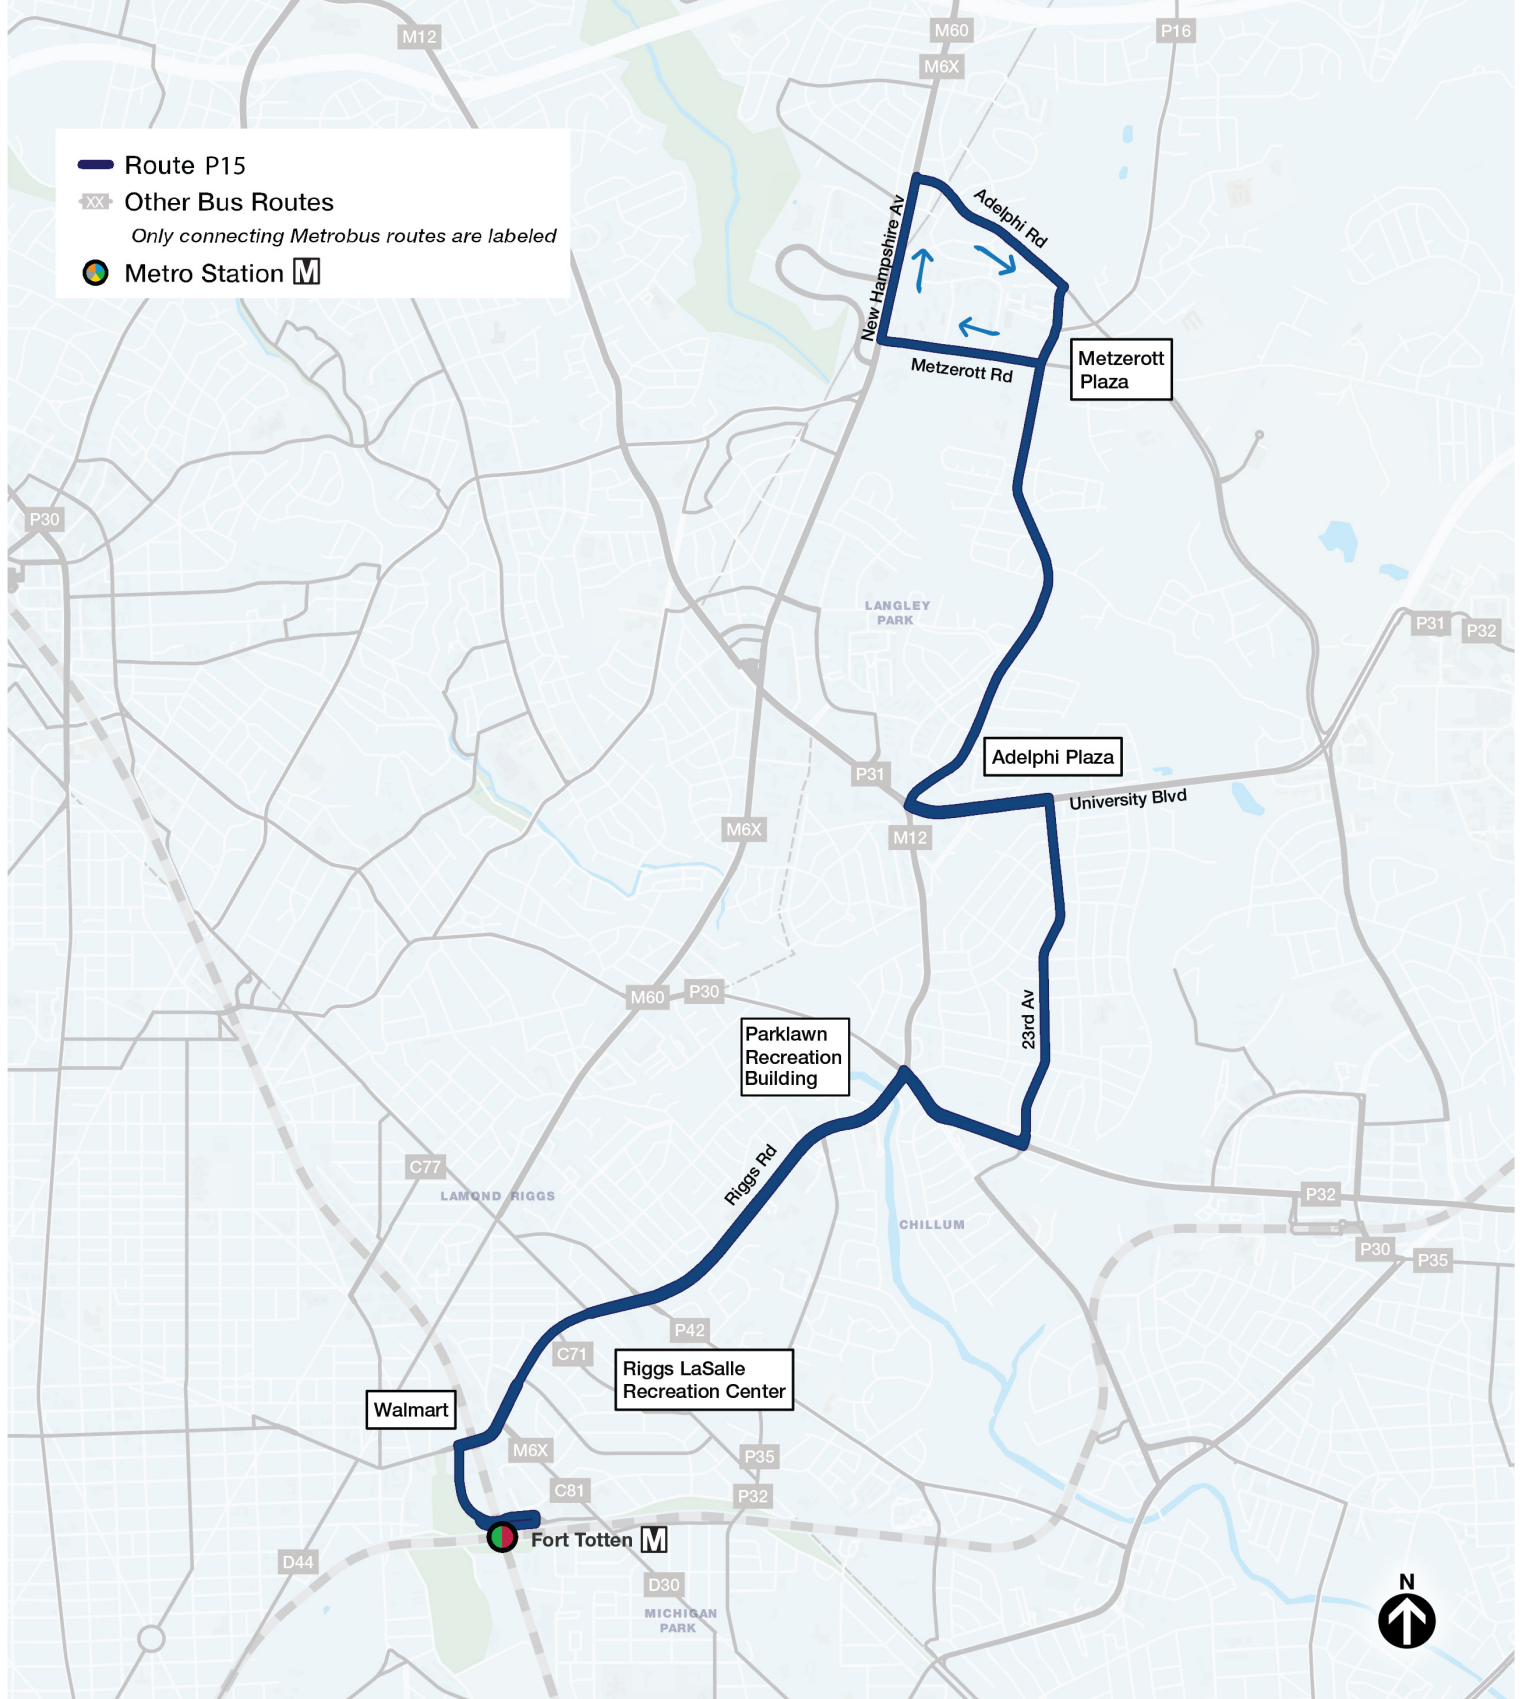 M12
M60
P16
M6X
Route P15
XX Other Bus Routes
Only connecting Metrobus routes are labeled
Metro Station M
Adelphi Rd
New Hampshire Av
Metzerott Rd
Metzerott
Plaza
P30
LANGLEY
PARK
P31
P32
Adelphi Plaza
P31
University Blvd
M6X
M12
M60
P30
23rd Av
Parklawn
Recreation
Building
Riggs Rd
C77
LAMOND RIGGS
P32
CHILLUM
P30
P35
P42
C71
Riggs LaSalle
Recreation Center
Walmart
M6X
P35
C81
P32
Fort Totten M
D44
D30
MICHIGAN
PARK
N